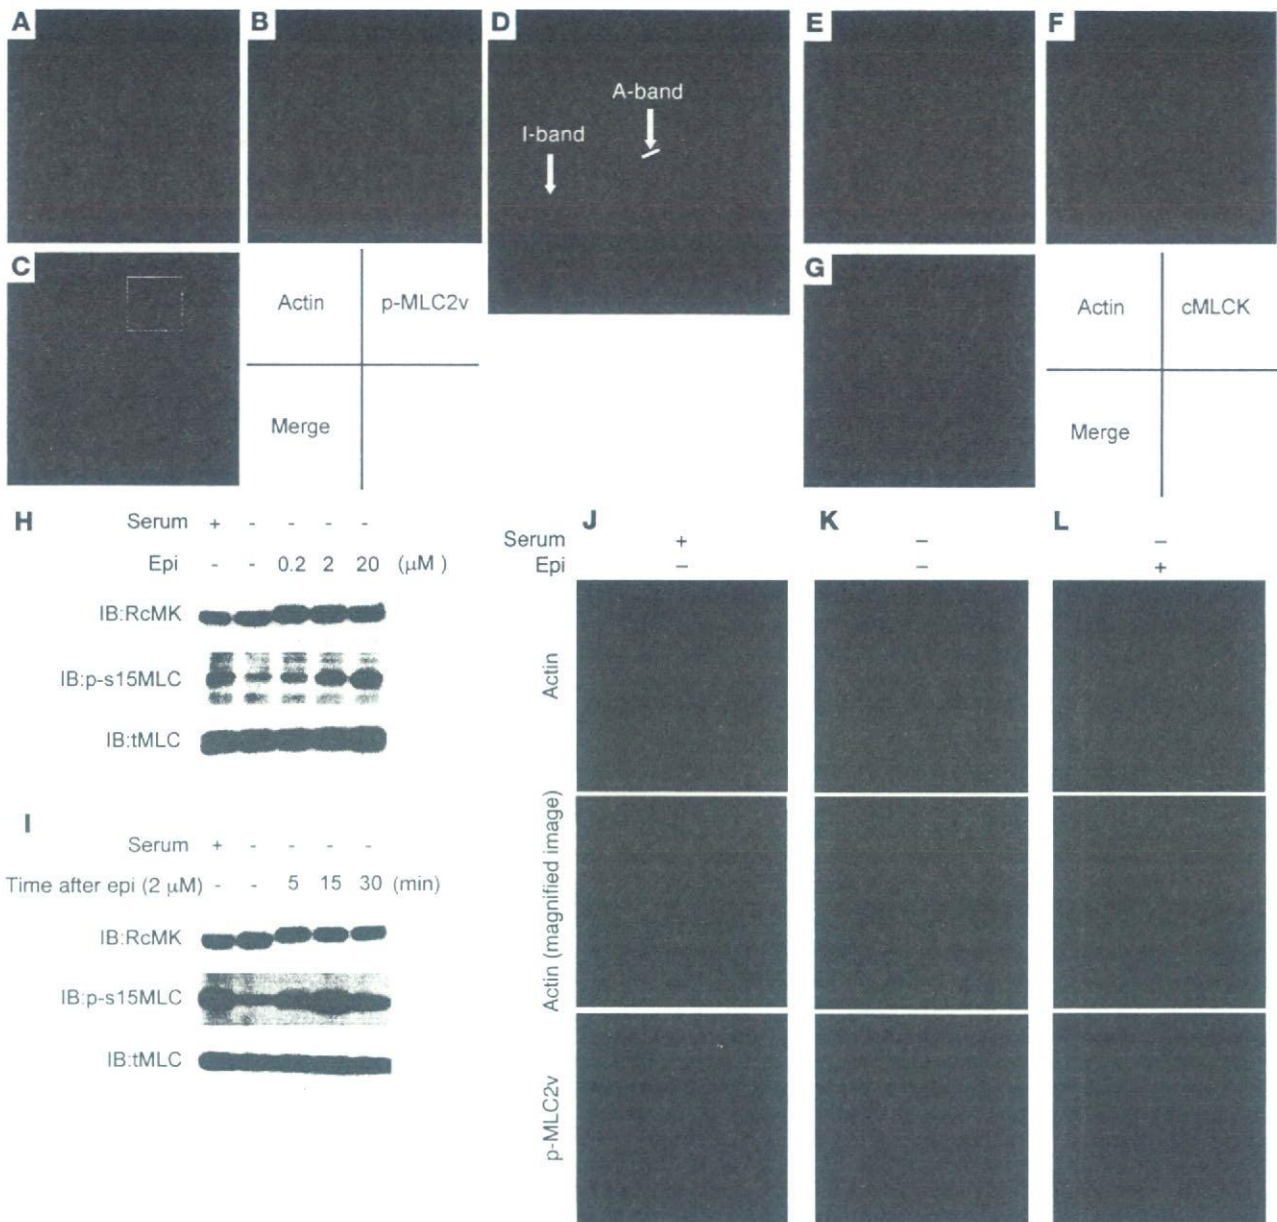 A
B
D
E
F
A-band
I-band
C
Actin
p-MLC2v
Merge
G
Actin
cMLCK
Merge
H
Serum + - - - -
Epi - - 0.2 2 20 (μM )
IB:RcMK
IB:p-s15MLC
IB:tMLC
I
Serum + - - - -
Time after epi (2 μM) - - 5 15 30 (min)
IB:RcMK
IB:p-s15MLC
IB:tMLC
J K L
Serum + – –
Epi – – +
Actin
Actin (magnified image)
p-MLC2v